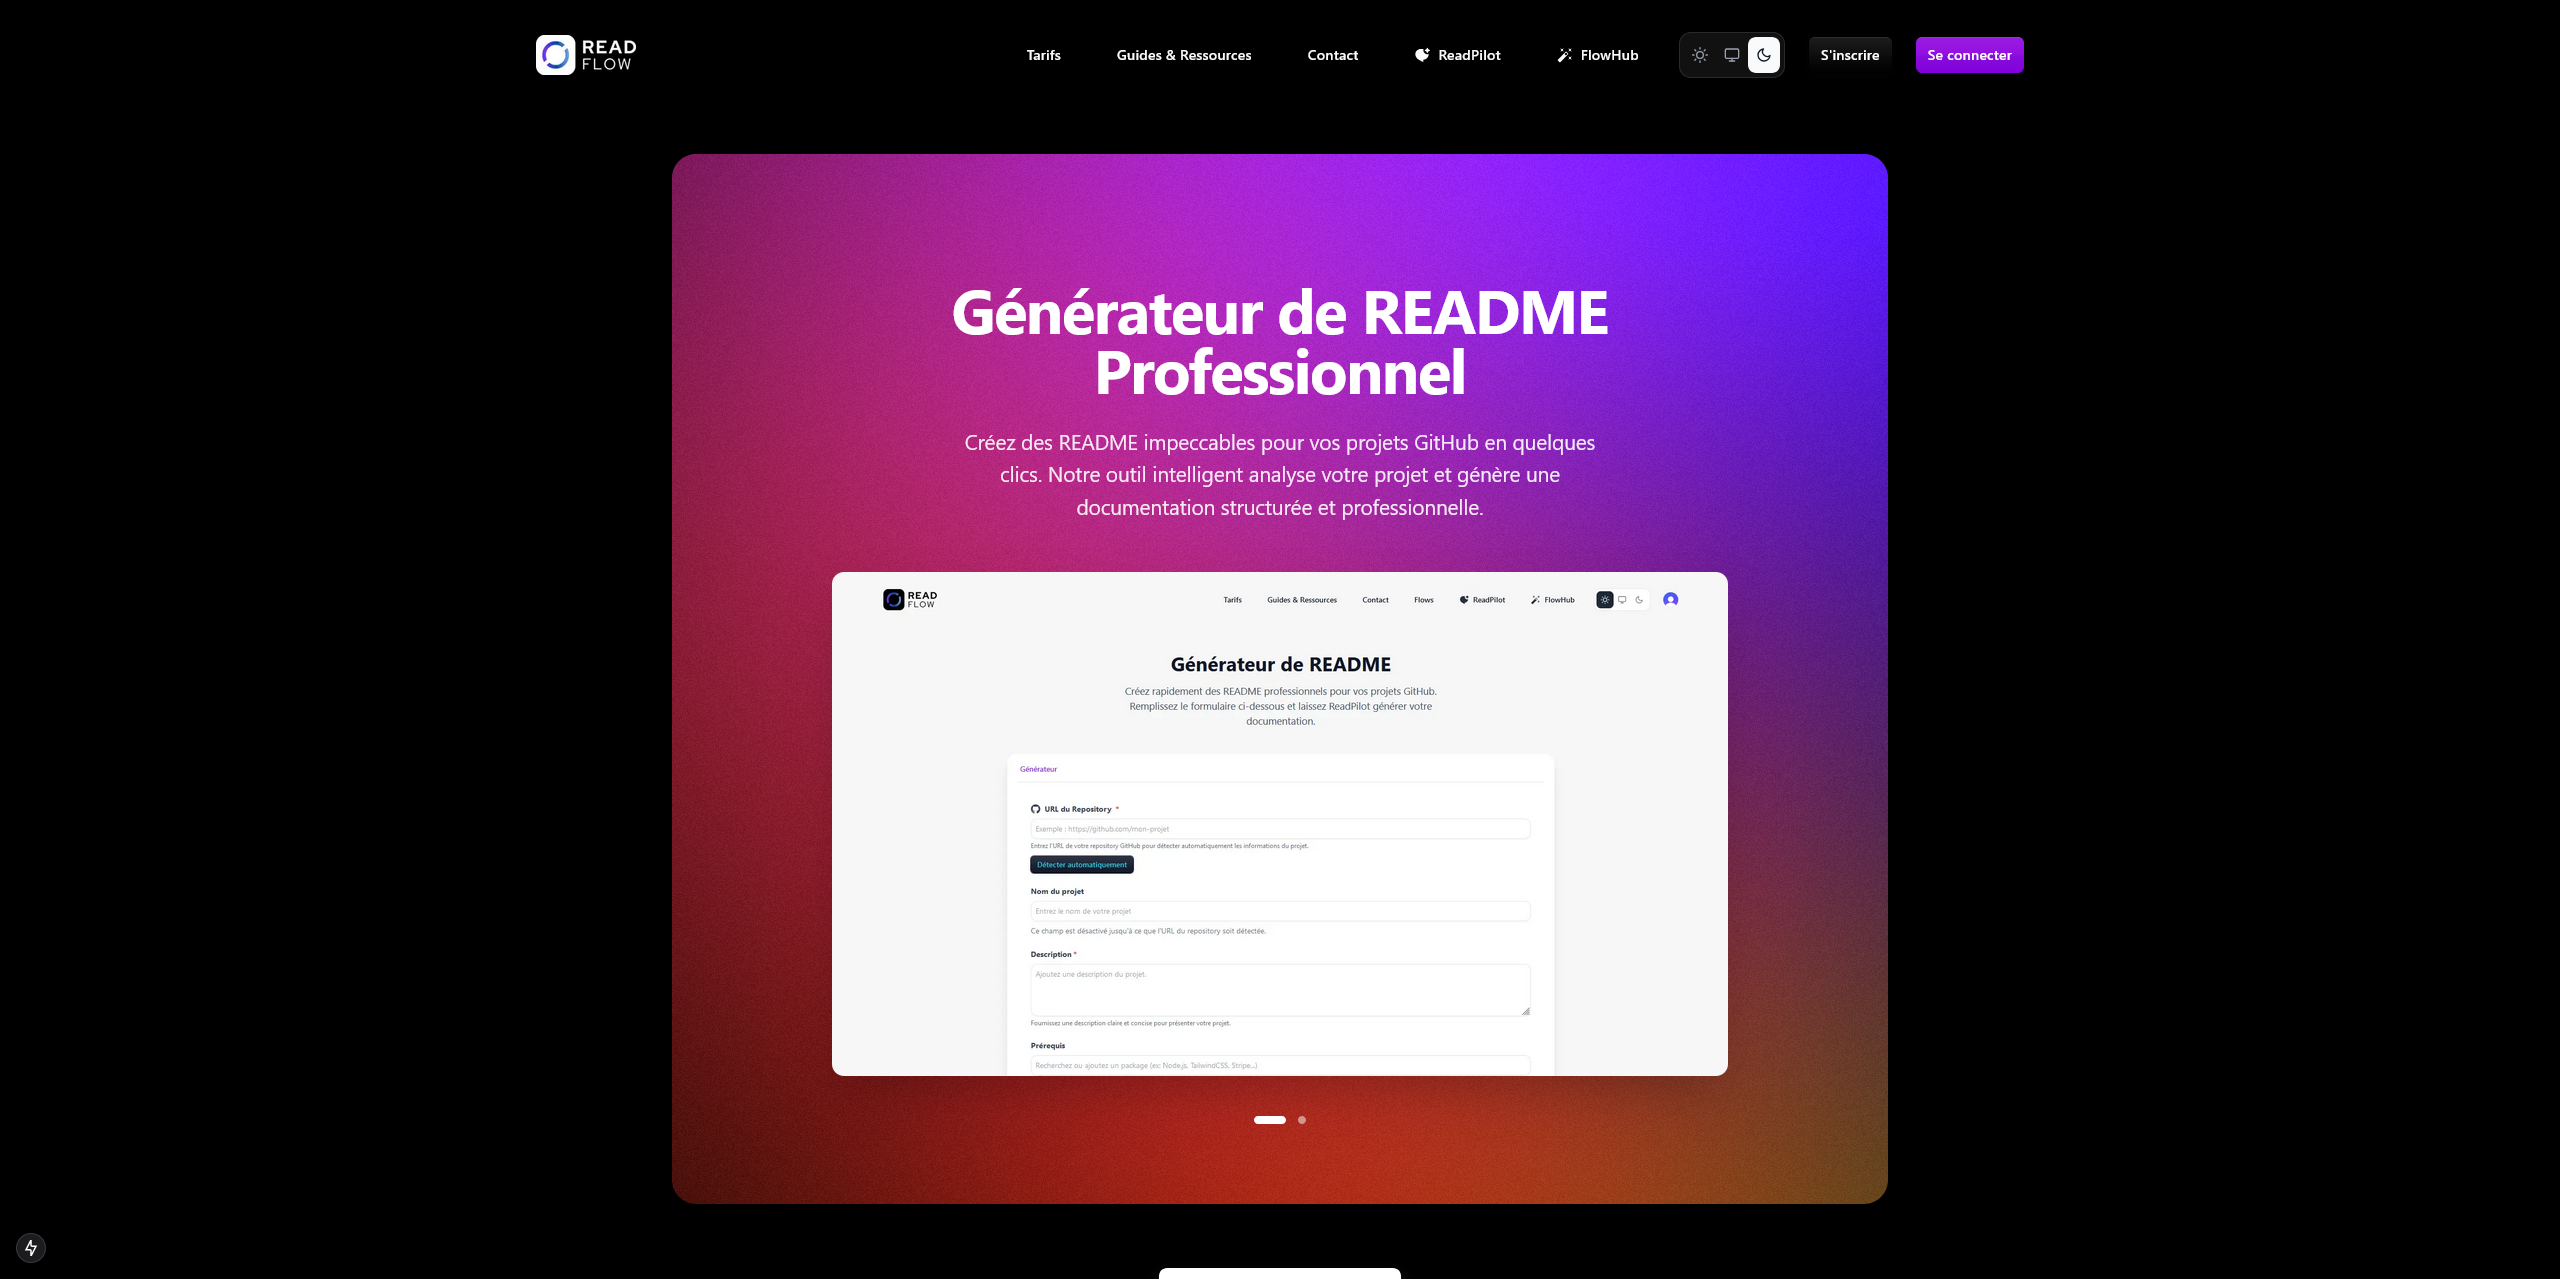 READ
FLOW
Tarifs
Guides & Ressources
Contact
ReadPilot
FlowHub
S'inscrire
Se connecter
Générateur de README
Professionnel
Créez des README impeccables pour vos projets GitHub en quelques
clics. Notre outil intelligent analyse votre projet et génère une
documentation structurée et professionnelle.
READ
FLOW
Tarifs
Guides & Ressources
Contact
Flows
ReadPilot
FlowHub
Générateur de README
Créez rapidement des README professionnels pour vos projets GitHub.
Remplissez le formulaire ci-dessous et laissez ReadPilot générer votre
documentation.
Générateur
URL du Repository *
Exemple : https://github.com/mon-projet
Entrez l'URL de votre repository GitHub pour détecter automatiquement les informations du projet.
Détecter automatiquement
Nom du projet
Entrez le nom de votre projet
Ce champ est désactivé jusqu'à ce que l'URL du repository soit détectée.
Description *
Ajoutez une description du projet.
Fournissez une description claire et concise pour présenter votre projet.
Prérequis
Recherchez ou ajoutez un package (ex: Node.js, TailwindCSS, Stripe...)